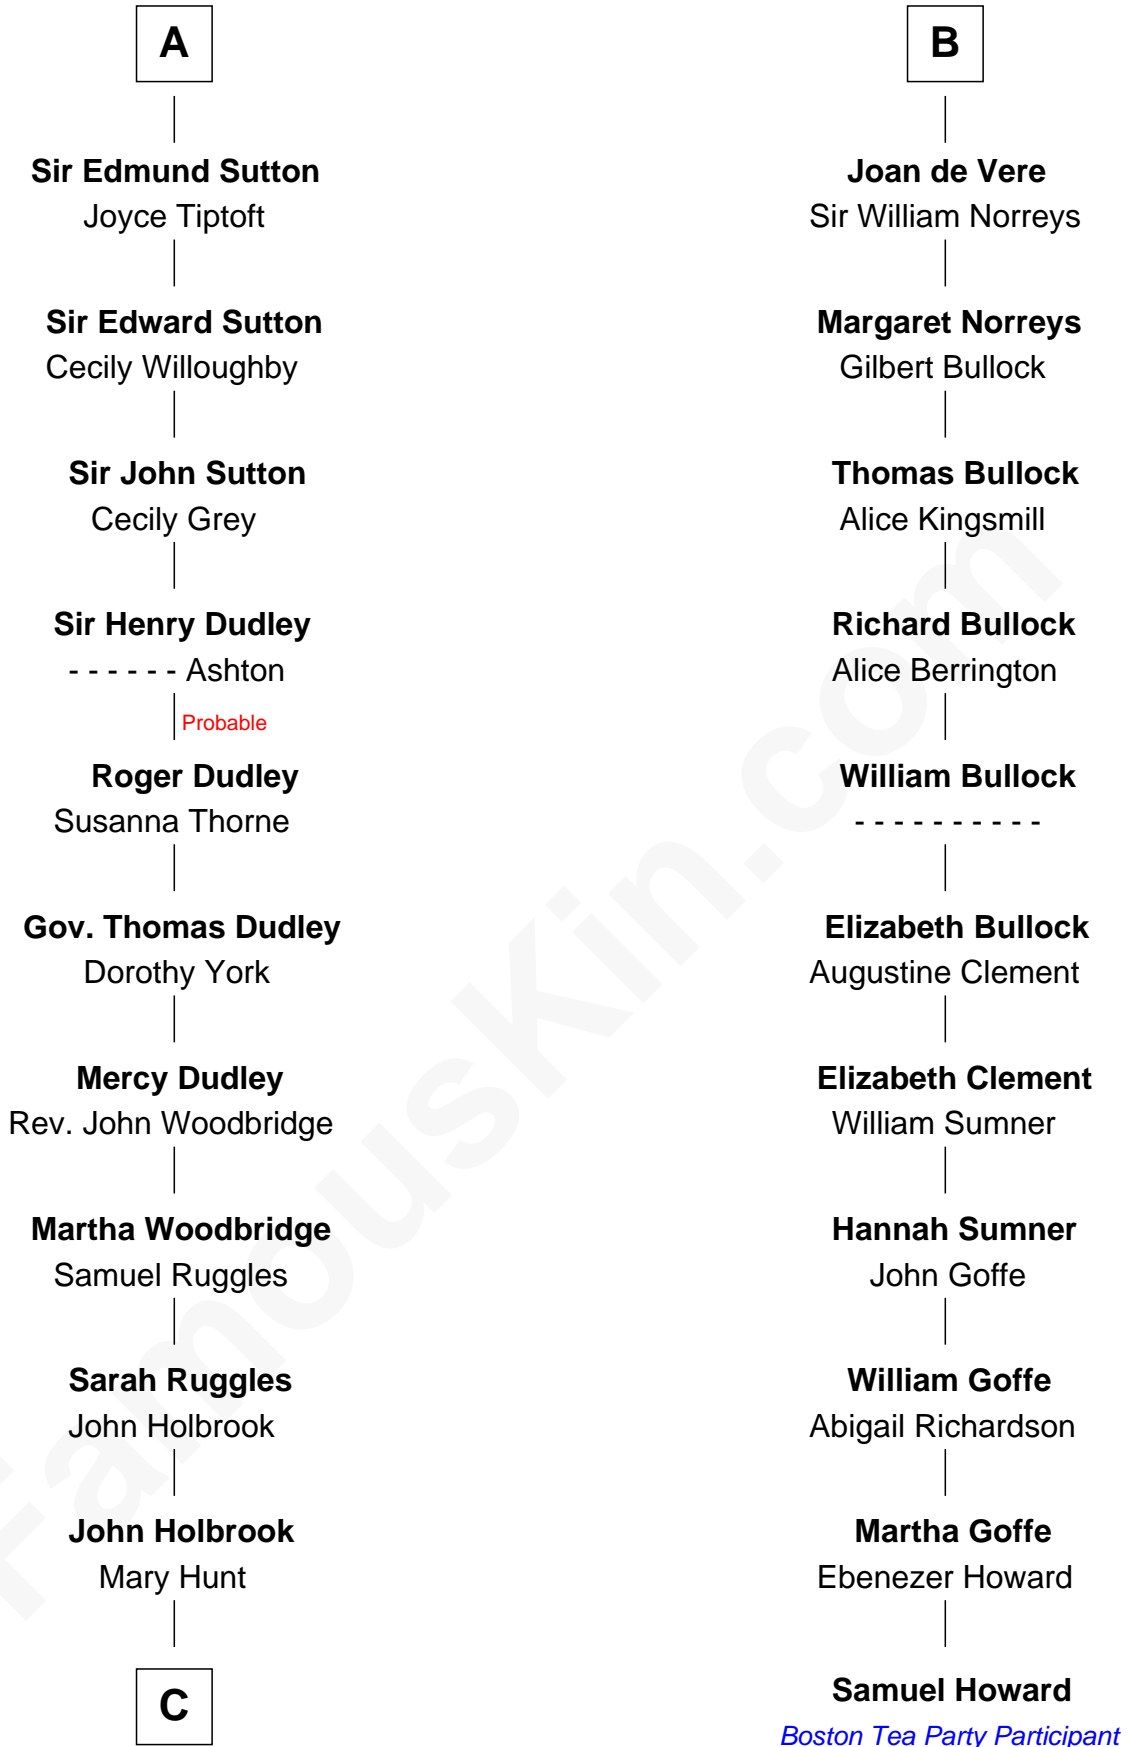 A
Sir Edmund Sutton
Joyce Tiptoft
Sir Edward Sutton
Cecily Willoughby
Sir John Sutton
Cecily Grey
Sir Henry Dudley
- - - - - - Ashton
Probable
Roger Dudley
Susanna Thorne
Gov. Thomas Dudley
Dorothy York
Mercy Dudley
Rev. John Woodbridge
Martha Woodbridge
Samuel Ruggles
Sarah Ruggles
John Holbrook
John Holbrook
Mary Hunt
C
B
Joan de Vere
Sir William Norreys
Margaret Norreys
Gilbert Bullock
Thomas Bullock
Alice Kingsmill
Richard Bullock
Alice Berrington
William Bullock
- - - - - - - - - -
Elizabeth Bullock
Augustine Clement
Elizabeth Clement
William Sumner
Hannah Sumner
John Goffe
William Goffe
Abigail Richardson
Martha Goffe
Ebenezer Howard
Samuel Howard
Boston Tea Party Participant
FamousKin.com